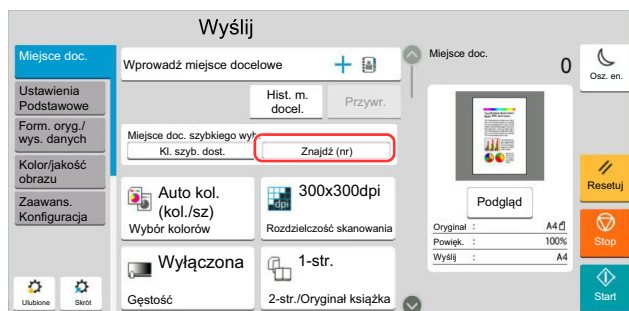 Wyślij
Miejsce doc.
Ustawienia
Podstawowe
Form. oryg./
wys. danych
Kolor/jakość
obrazu
Zaawans.
Konfiguracja
Ulubione
Skrót
Wprowadź miejsce docelowe
Hist. m.
docel.
Przywr.
Miejsce doc. szybkiego wyb.
Kl. szyb. dost.
Znajdź (nr)
Auto kol.
(kol./sz)
Wybór kolorów
dpi
300x300dpi
Rozdzielczość skanowania
Wyłączona
Gęstość
1-str.
2-str./Oryginał książka
Miejsce doc.
0
Podgląd
Oryginał : A4
Powięk. : 100%
Wyślij : A4
Osz. en.
Resetuj
Stop
Start